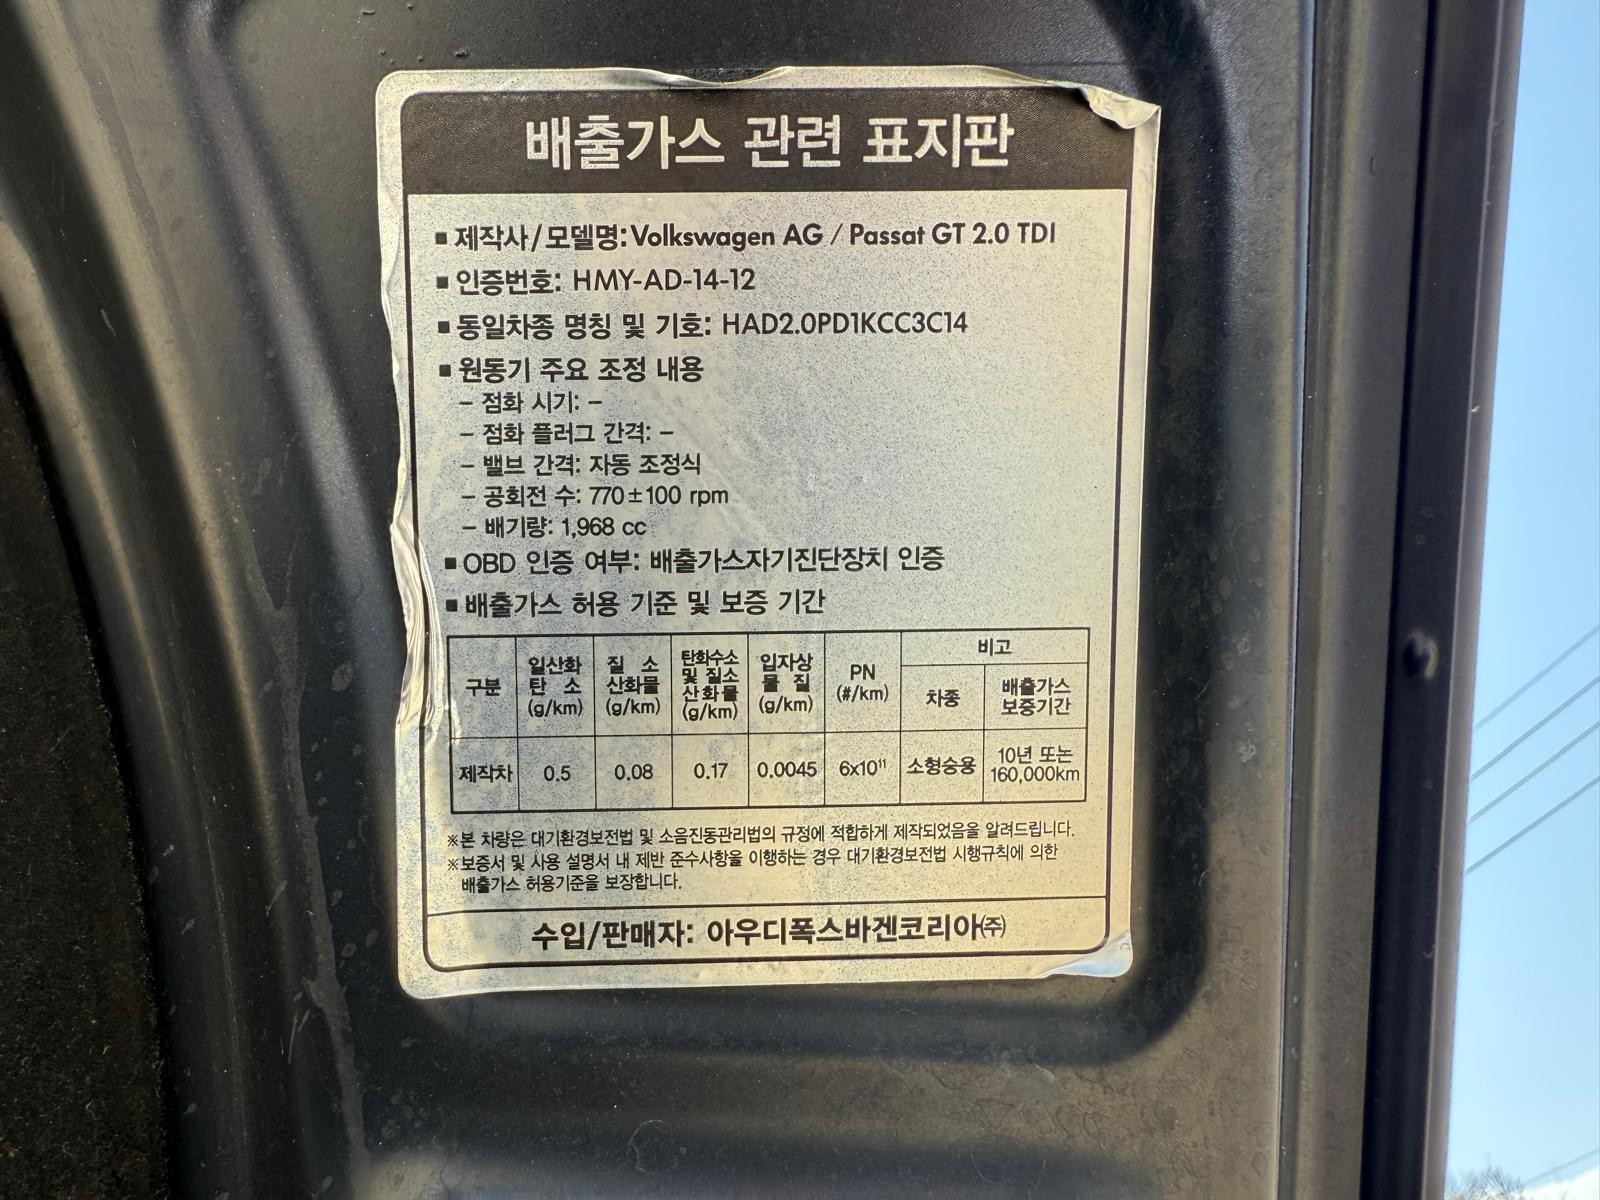 배출가스 관련 표지판
■ 제작사/모델명: Volkswagen AG / Passat GT 2.0 TDI
■ 인증번호: HMY-AD-14-12
■ 동일차종 명칭 및 기호: HAD2.0PD1KCC3C14
■ 원동기 주요 조정 내용
– 점화 시기: –
– 점화 플러그 간격: –
– 밸브 간격: 자동 조정식
– 공회전 수: 770±100 rpm
– 배기량: 1,968 cc
■ OBD 인증 여부: 배출가스자기진단장치 인증
■ 배출가스 허용 기준 및 보증 기간
구분 일산화탄소 (g/km) 질소산화물 (g/km) 탄화수소 및 질소산화물 (g/km) 입자상물질 (g/km) PN (#/km) 비고
차종 배출가스 보증기간
제작차 0.5 0.08 0.17 0.0045 6x10¹¹ 소형승용 10년 또는 160,000km
※본 차량은 대기환경보전법 및 소음진동관리법의 규정에 적합하게 제작되었음을 알려드립니다.
※보증서 및 사용 설명서 내 제반 준수사항을 이행하는 경우 대기환경보전법 시행규칙에 의한
배출가스 허용기준을 보장합니다.
수입/판매자: 아우디폭스바겐코리아㈜